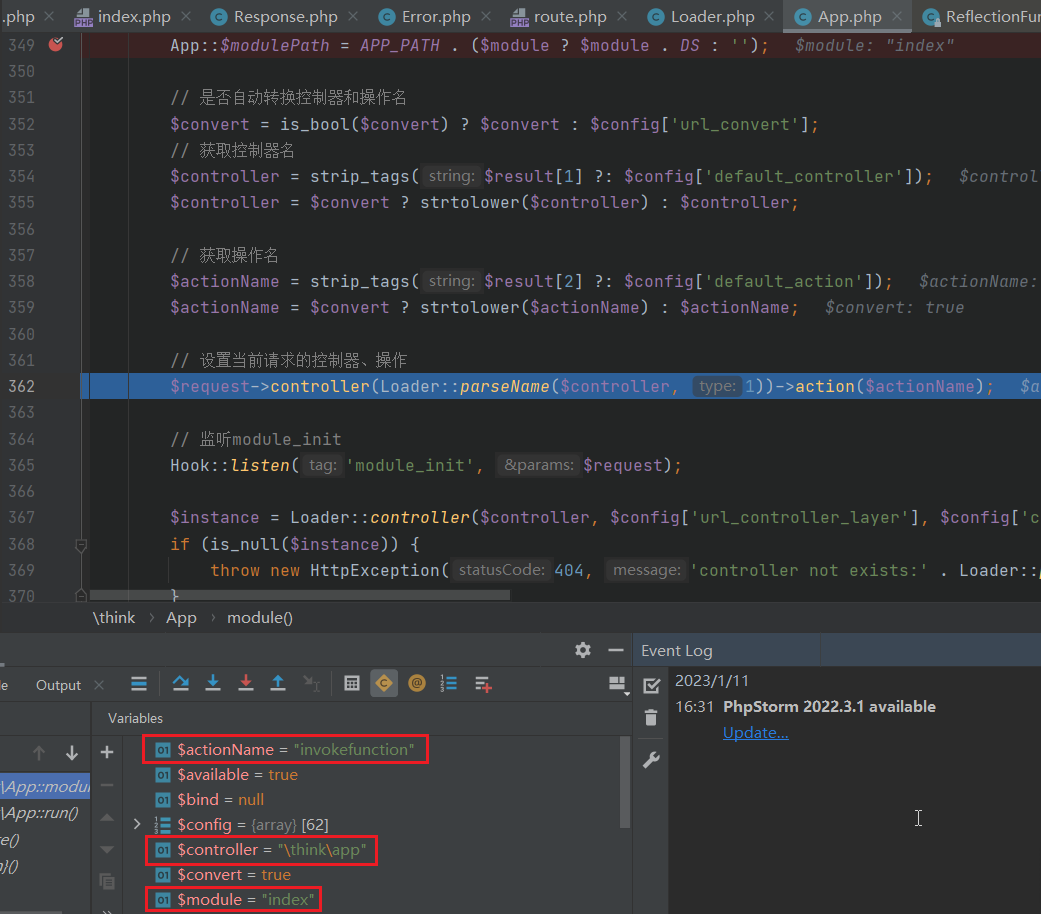 .php index.php Response.php Error.php route.php Loader.php App.php ReflectionFu
349 App::$modulePath = APP_PATH . ($module ? $module . DS : ''); $module: "index"
350
351 // 是否自动转换控制器和操作名
352 $convert = is_bool($convert) ? $convert : $config['url_convert'];
353 // 获取控制器名
354 $controller = strip_tags( string: $result[1] ?: $config['default_controller']); $control
355 $controller = $convert ? strtolower($controller) : $controller;
356
357 // 获取操作名
358 $actionName = strip_tags( string: $result[2] ?: $config['default_action']); $actionName:
359 $actionName = $convert ? strtolower($actionName) : $actionName; $convert: true
360
361 // 设置当前请求的控制器、操作
362 $request->controller(Loader::parseName($controller, type: 1))->action($actionName); $a
363
364 // 监听module_init
365 Hook::listen( tag: 'module_init', &params: $request);
366
367 $instance = Loader::controller($controller, $config['url_controller_layer'], $config['c
368 if (is_null($instance)) {
369 throw new HttpException( statusCode: 404, message: 'controller not exists:' . Loader::
370 }
\think › App › module()
Event Log
le Output
2023/1/11
16:31 PhpStorm 2022.3.1 available
Update...
Variables
$actionName = "invokefunction"
$available = true
$bind = null
$config = {array} [62]
$controller = "\think\app"
$convert = true
$module = "index"
\App::modul
\App::run()
re()
n}()